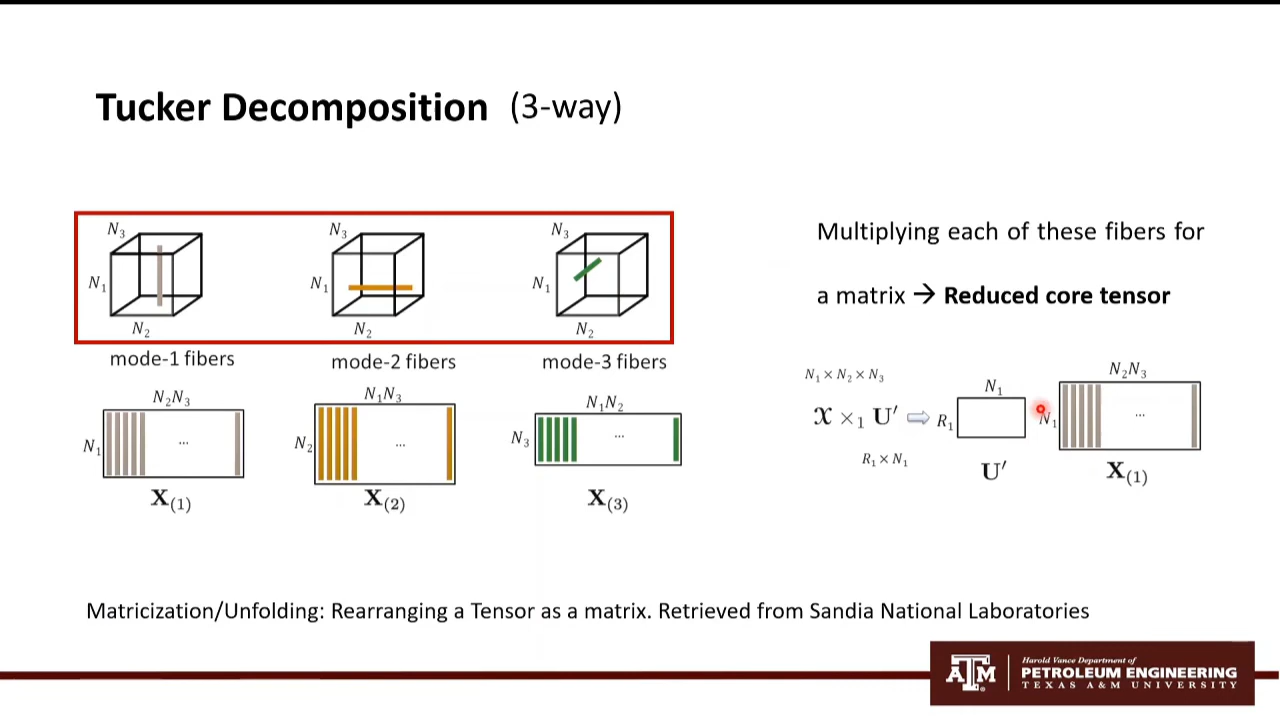 Tucker Decomposition (3-way)
N₃ N₃ N₃
N₁ N₁ N₁
N₂ N₂ N₂
mode-1 fibers mode-2 fibers mode-3 fibers
N₂N₃ N₁N₃ N₁N₂
N₁ ... N₂ ... N₃ ...
X₍₁₎ X₍₂₎ X₍₃₎
Multiplying each of these fibers for
a matrix → Reduced core tensor
N₁ × N₂ × N₃ N₁ N₂N₃
𝒳 ×₁ U′ ⇨ R₁ N₁ ...
R₁ × N₁ U′ X₍₁₎
Matricization/Unfolding: Rearranging a Tensor as a matrix. Retrieved from Sandia National Laboratories
ATM
Harold Vance Department of
PETROLEUM ENGINEERING
TEXAS A&M UNIVERSITY